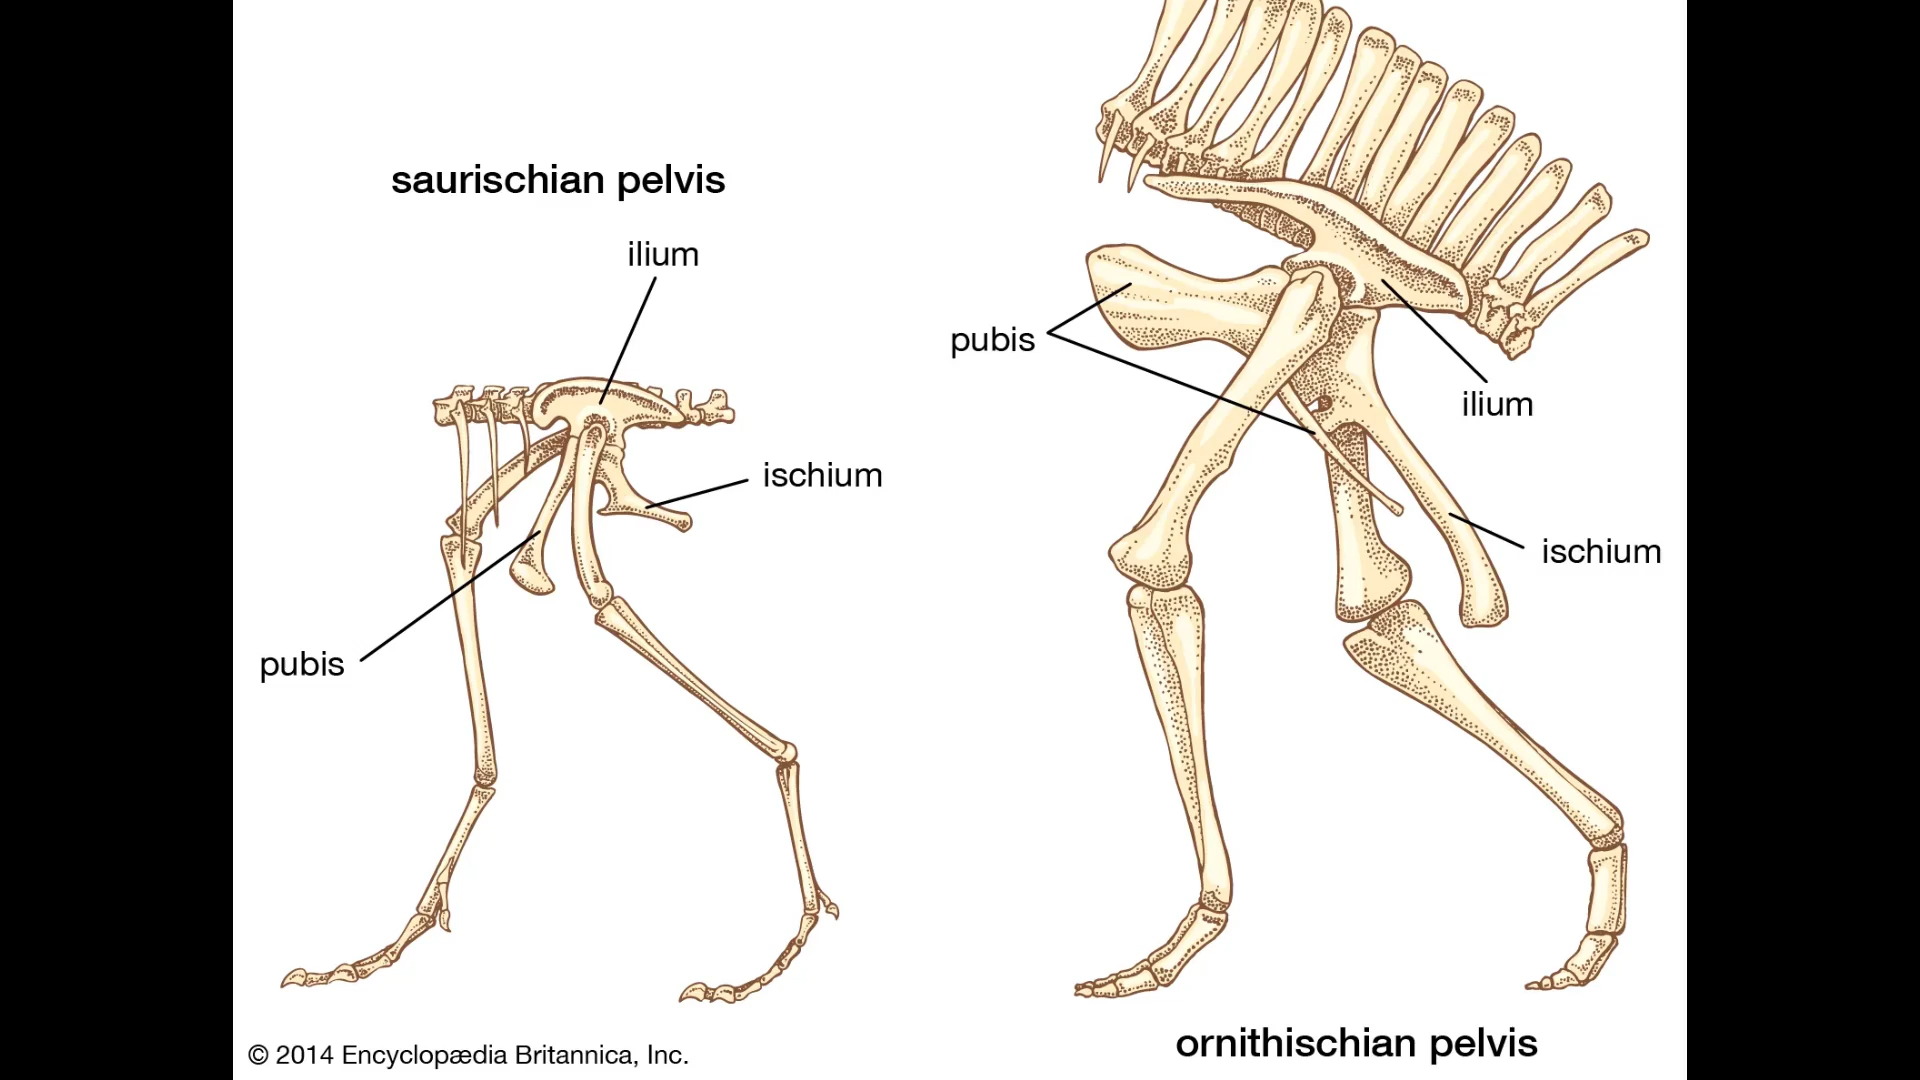 saurischian pelvis
ilium
ischium
pubis
pubis
ilium
ischium
ornithischian pelvis
© 2014 Encyclopædia Britannica, Inc.